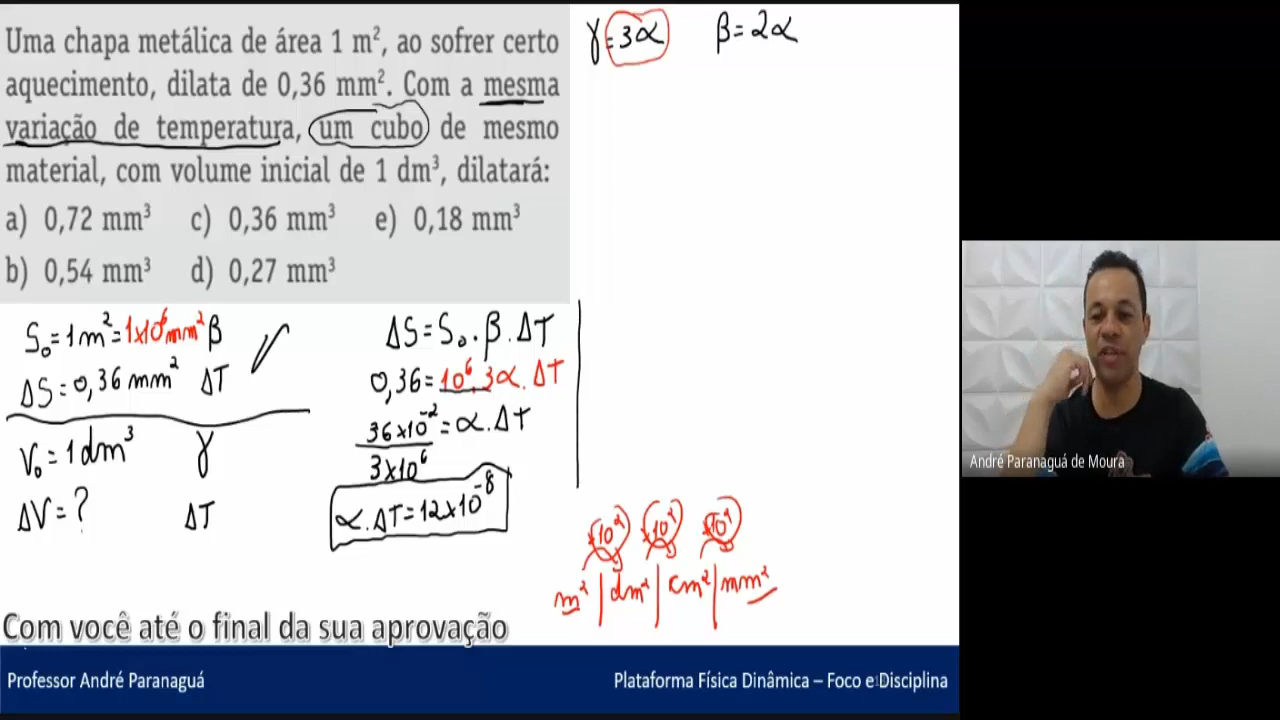 Uma chapa metálica de área 1 m², ao sofrer certo
aquecimento, dilata de 0,36 mm². Com a mesma
variação de temperatura, um cubo de mesmo
material, com volume inicial de 1 dm³, dilatará:
a) 0,72 mm³ c) 0,36 mm³ e) 0,18 mm³
b) 0,54 mm³ d) 0,27 mm³
γ=3α β=2α
S₀=1m²=1x10⁶mm² β
ΔS=0,36 mm² ΔT
V₀=1dm³ γ
ΔV=? ΔT
ΔS=S₀.β.ΔT
0,36=10⁶.3α.ΔT
36x10⁻²=α.ΔT
3x10⁶
α.ΔT=12x10⁻⁸
x10² x10² x10²
m² | dm² | cm² | mm²
André Paranaguá de Moura
Com você até o final da sua aprovação
Professor André Paranaguá
Plataforma Física Dinâmica – Foco e Disciplina